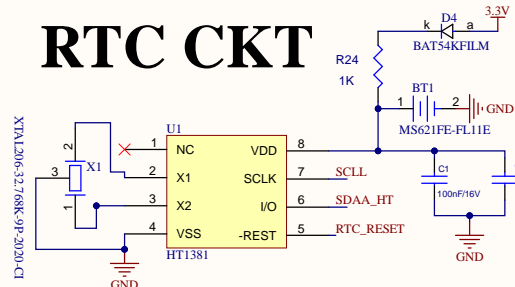 RTC CKT
3.3V
k D4 a
BAT54KFILM
R24
1K
BT1
1 2
GND
MS621FE-FL11E
U1
1 NC VDD 8
2 X1 SCLK 7 SCLL
3 X2 I/O 6 SDAA_HT
4 VSS -REST 5 RTC_RESET
HT1381
2
3 X1
1
XTAL206-32.768K-9P-2020-CI
GND
C1
100nF/16V
GND